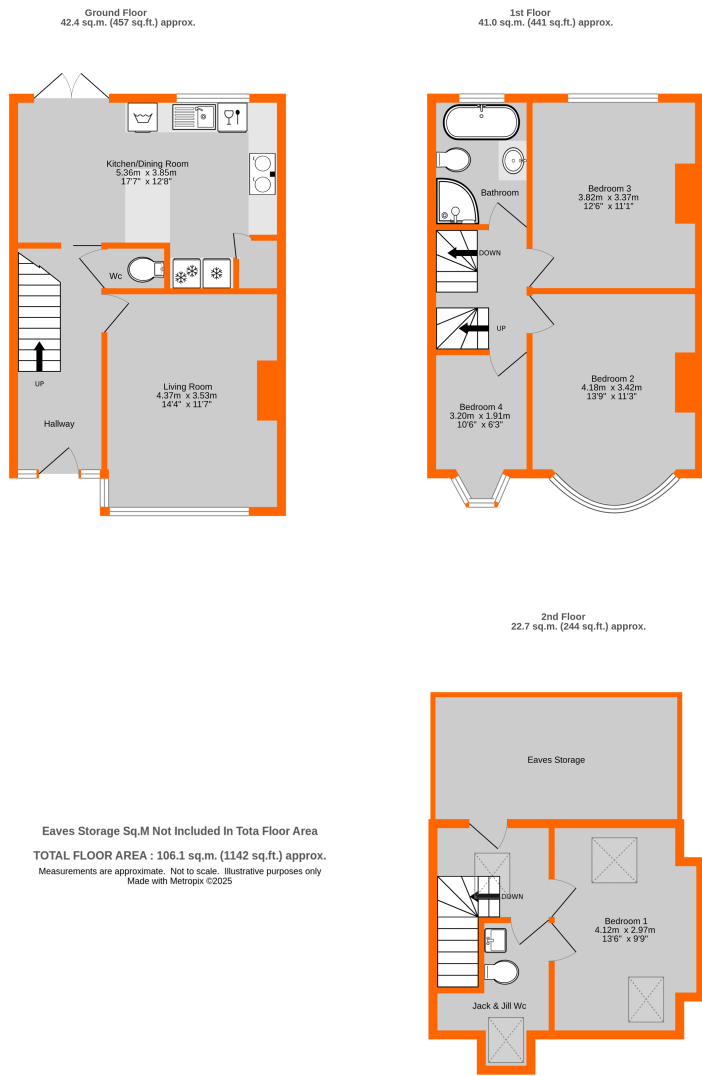 Ground Floor
42.4 sq.m. (457 sq.ft.) approx.
1st Floor
41.0 sq.m. (441 sq.ft.) approx.
Kitchen/Dining Room
5.36m x 3.85m
17'7" x 12'8"
Wc
UP
Hallway
Living Room
4.37m x 3.53m
14'4" x 11'7"
Bathroom
Bedroom 3
3.82m x 3.37m
12'6" x 11'1"
DOWN
UP
Bedroom 2
4.18m x 3.42m
13'9" x 11'3"
Bedroom 4
3.20m x 1.91m
10'6" x 6'3"
2nd Floor
22.7 sq.m. (244 sq.ft.) approx.
Eaves Storage
DOWN
Bedroom 1
4.12m x 2.97m
13'6" x 9'9"
Jack & Jill Wc
Eaves Storage Sq.M Not Included In Tota Floor Area
TOTAL FLOOR AREA : 106.1 sq.m. (1142 sq.ft.) approx.
Measurements are approximate. Not to scale. Illustrative purposes only
Made with Metropix ©2025